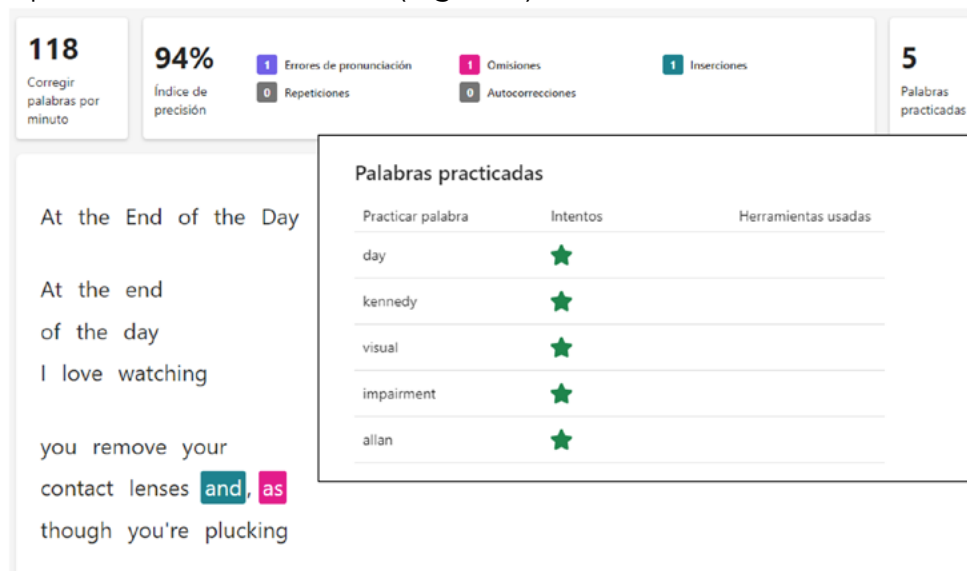 118
Corregir
palabras por
minuto
94%
Índice de
precisión
1 Errores de pronunciación
1 Omisiones
1 Inserciones
0 Repeticiones
0 Autocorrecciones
5
Palabras
practicadas
At the End of the Day
At the end
of the day
I love watching
you remove your
contact lenses and, as
though you're plucking
Palabras practicadas
Practicar palabra Intentos Herramientas usadas
day
kennedy
visual
impairment
allan